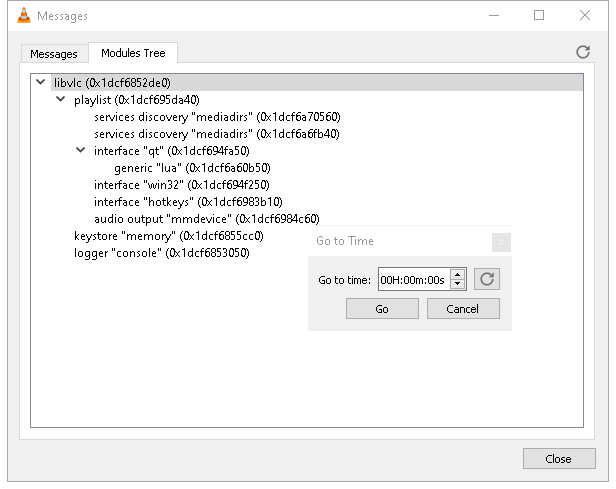 Messages
Messages
Modules Tree
libvlc (0x1dcf6852de0)
playlist (0x1dcf695da40)
services discovery "mediadirs" (0x1dcf6a70560)
services discovery "mediadirs" (0x1dcf6a6fb40)
interface "qt" (0x1dcf694fa50)
generic "lua" (0x1dcf6a60b50)
interface "win32" (0x1dcf694f250)
interface "hotkeys" (0x1dcf6983b10)
audio output "mmdevice" (0x1dcf6984c60)
keystore "memory" (0x1dcf6855cc0)
logger "console" (0x1dcf6853050)
Go to Time
Go to time: 00H:00m:00s
Go Cancel
Close